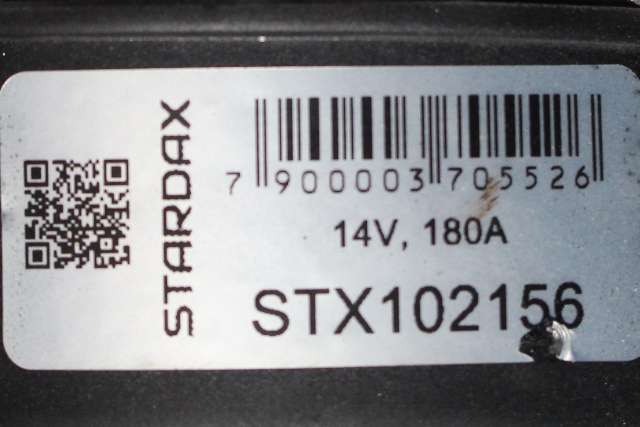 STARDAX
7 900003 705526
14V, 180A
STX102156